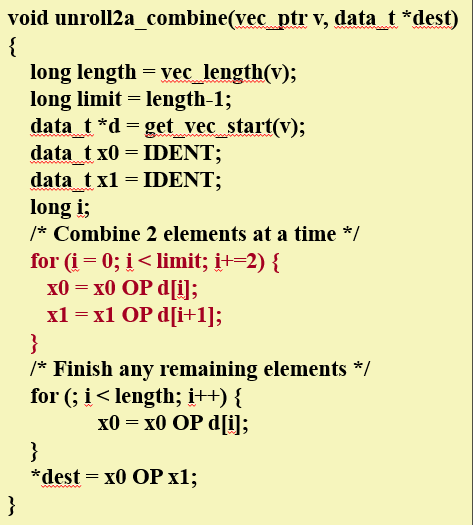 void unroll2a_combine(vec_ptr v, data_t *dest)
{
long length = vec_length(v);
long limit = length-1;
data_t *d = get_vec_start(v);
data_t x0 = IDENT;
data_t x1 = IDENT;
long i;
/* Combine 2 elements at a time */
for (i = 0; i < limit; i+=2) {
x0 = x0 OP d[i];
x1 = x1 OP d[i+1];
}
/* Finish any remaining elements */
for (; i < length; i++) {
x0 = x0 OP d[i];
}
*dest = x0 OP x1;
}